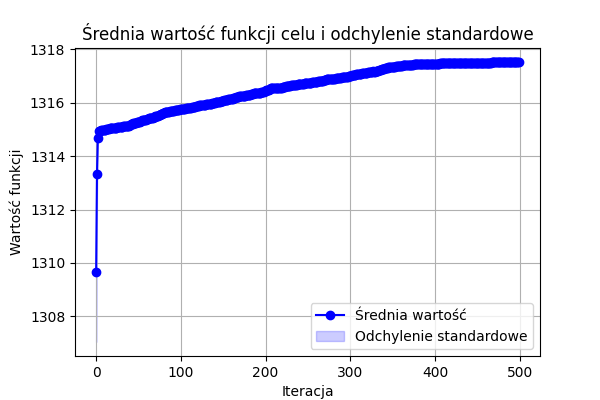 Średnia wartość funkcji celu i odchylenie standardowe
Wartość funkcji
1318
1316
1314
1312
1310
1308
0 100 200 300 400 500
Iteracja
Średnia wartość
Odchylenie standardowe